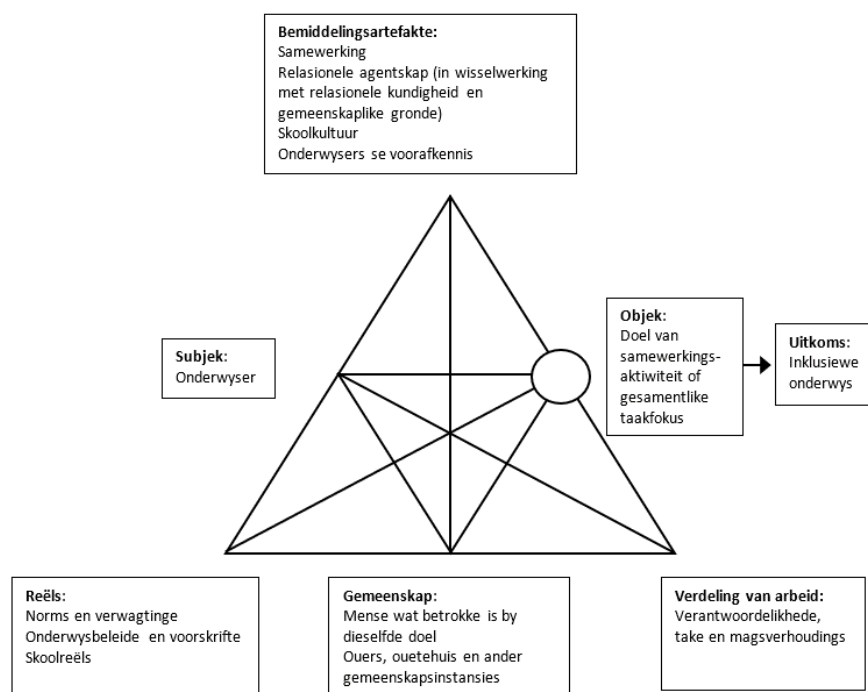 Bemiddelingsartefakte:
Samewerking
Relasionele agentskap (in wisselwerking
met relasionele kundigheid en
gemeenskaplike gronde)
Skoolkultuur
Onderwysers se voorafkennis
Subjek:
Onderwyser
Objek:
Doel van
samewerkings-
aktiwiteit of
gesamentlike
taakfokus
Uitkoms:
Inklusiewe
onderwys
Reëls:
Norms en verwagtinge
Onderwysbeleide en voorskrifte
Skoolreëls
Gemeenskap:
Mense wat betrokke is by
dieselfde doel
Ouers, ouetehuis en ander
gemeenskapsinstansies
Verdeling van arbeid:
Verantwoordelikhede,
take en magsverhoudings